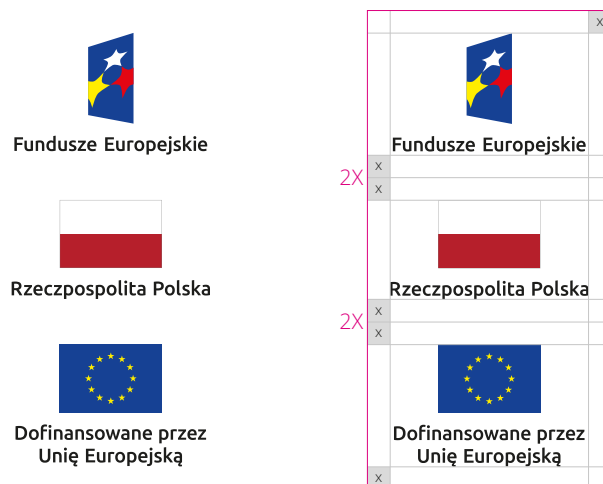 Fundusze Europejskie
Rzeczpospolita Polska
Dofinansowane przez
Unię Europejską
x
Fundusze Europejskie
x
2X
x
Rzeczpospolita Polska
x
2X
x
Dofinansowane przez
Unię Europejską
x